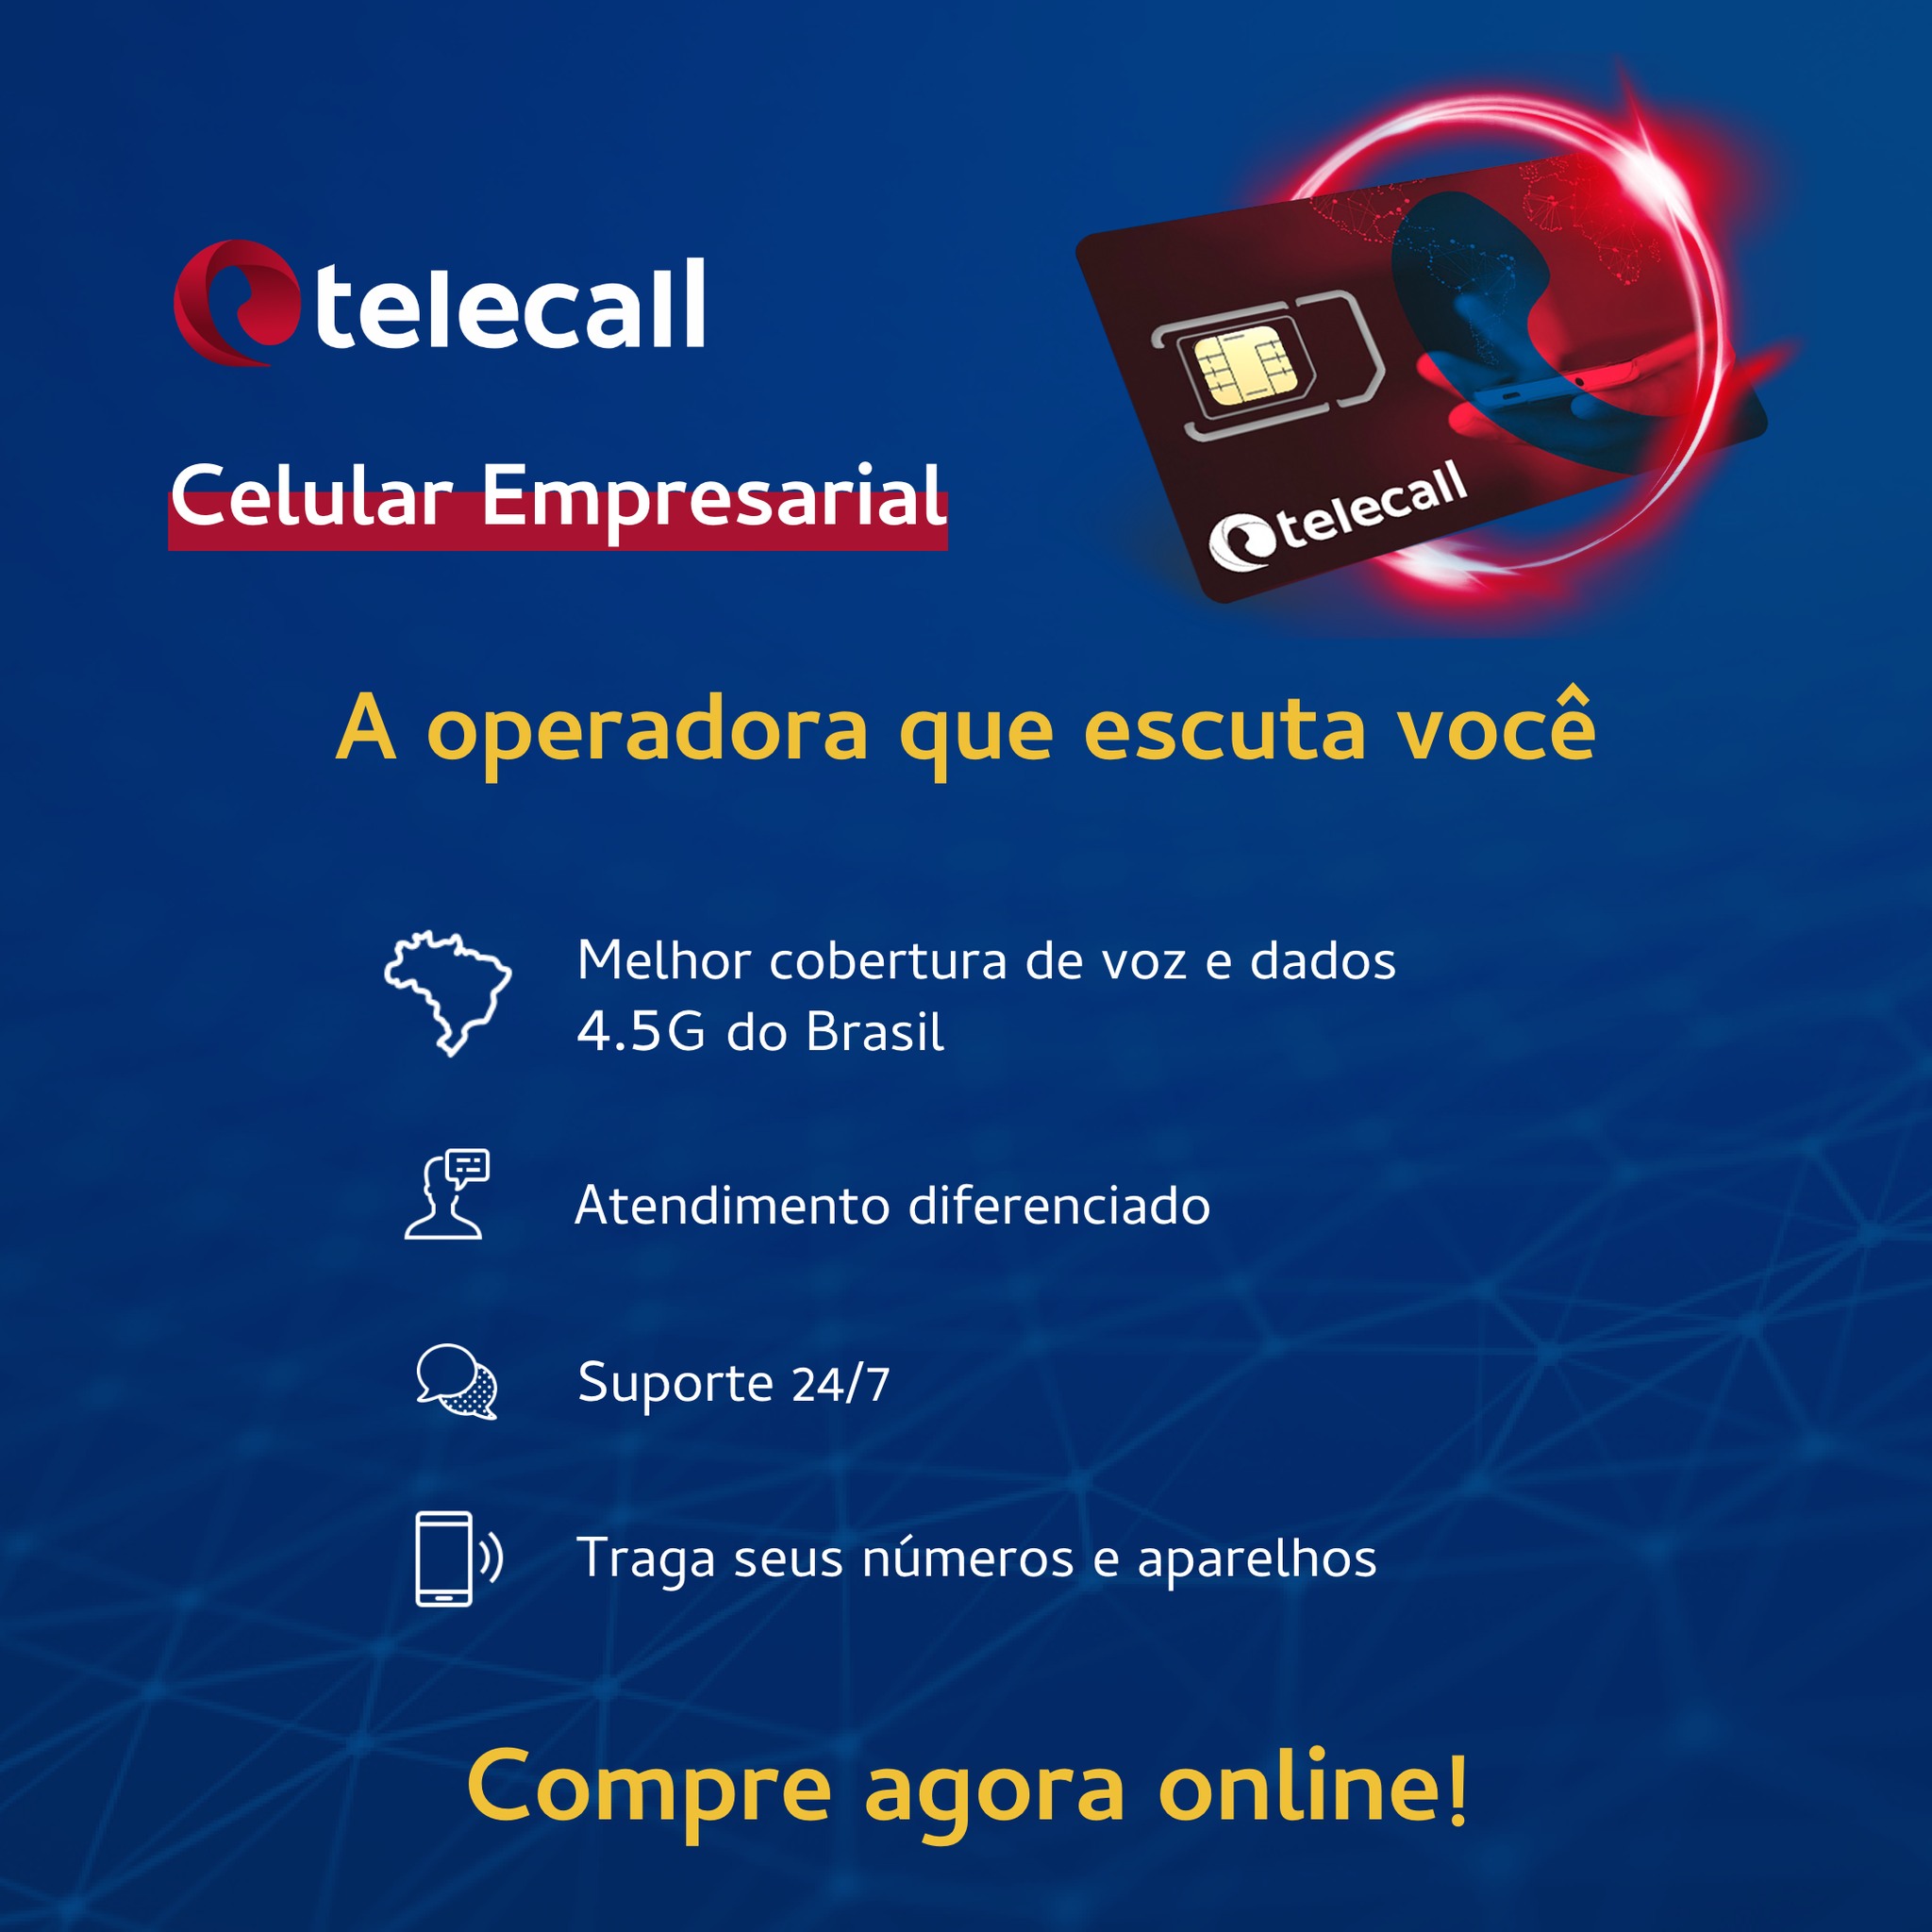 telecall
Celular Empresarial
telecall
A operadora que escuta você
Melhor cobertura de voz e dados
4.5G do Brasil
Atendimento diferenciado
Suporte 24/7
Traga seus números e aparelhos
Compre agora online!